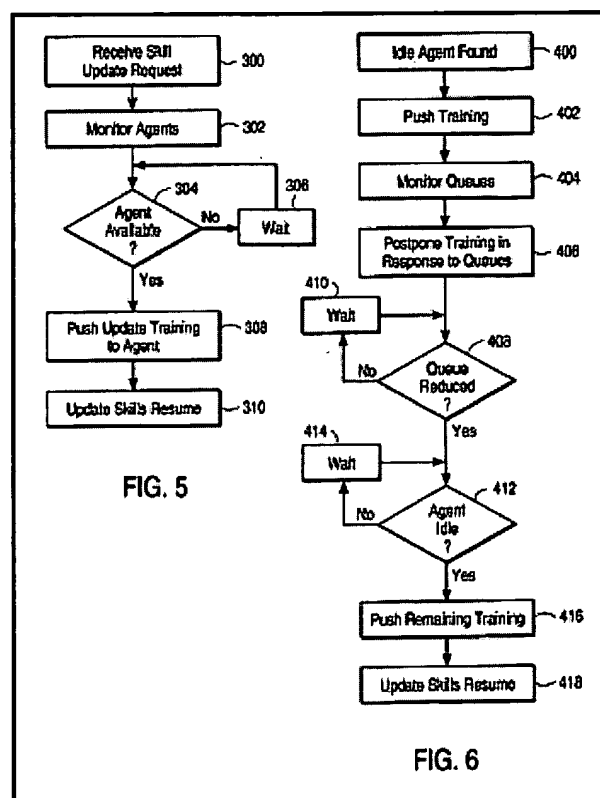 Receive Skill
Update Request
300
Monitor Agents
302
304
Agent
Available
?
No
306
Wait
Yes
Push Update Training
to Agent
308
Update Skills Resume
310
FIG. 5
Idle Agent Found
400
Push Training
402
Monitor Queues
404
Postpone Training in
Response to Queues
406
410
Wait
408
Queue
Reduced
?
No
Yes
414
Wait
412
Agent
Idle
?
No
Yes
Push Remaining Training
416
Update Skills Resume
418
FIG. 6